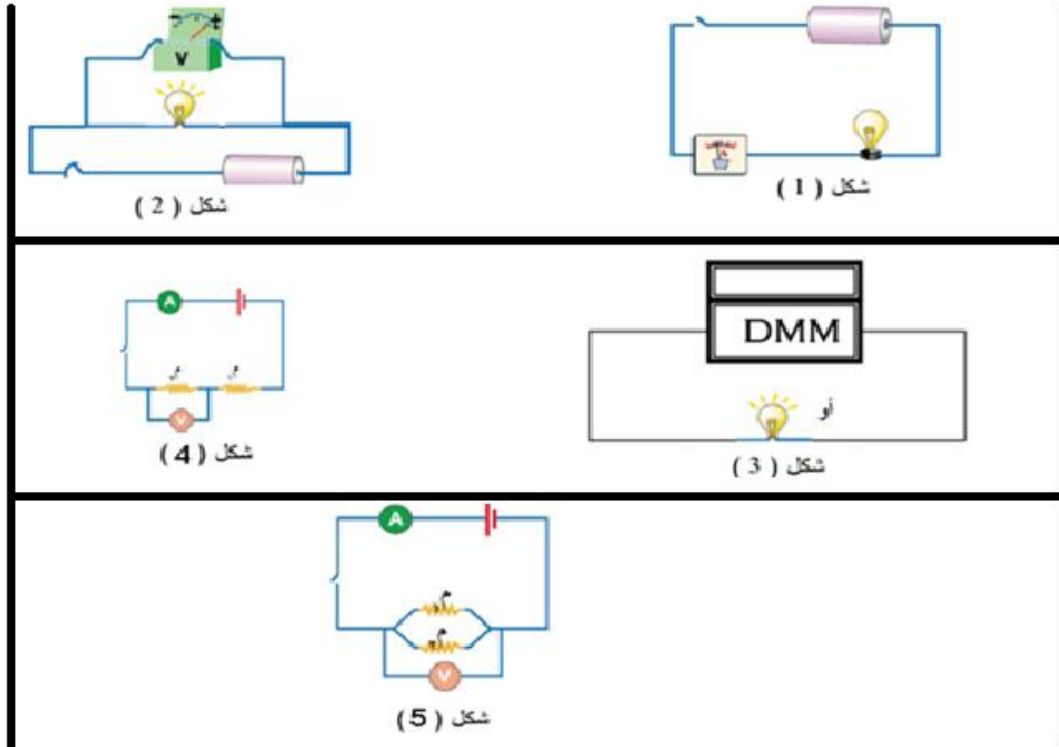 شكل ( 1 )
V
شكل ( 2 )
DMM
أو
شكل ( 3 )
A
V
شكل ( 4 )
A
م
م
V
شكل ( 5 )